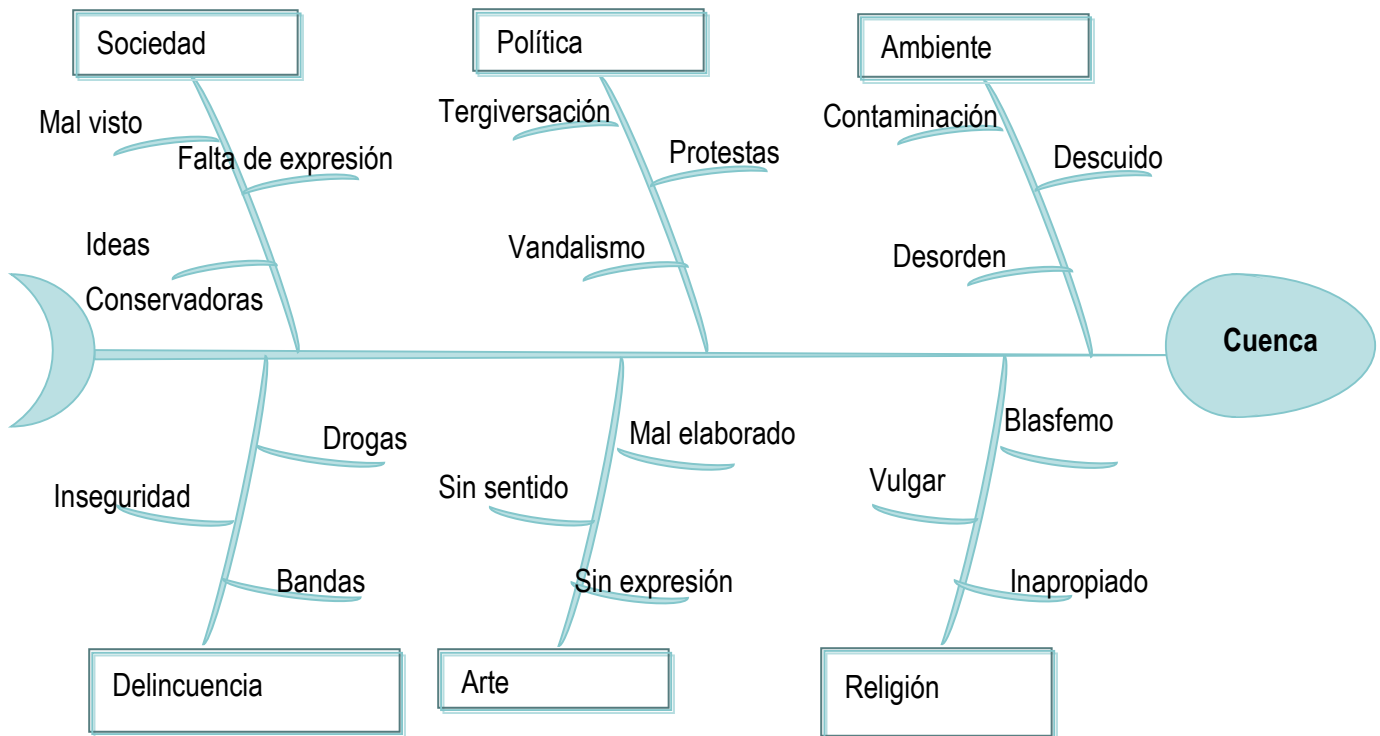 Sociedad
Política
Ambiente
Mal visto
Falta de expresión
Ideas
Conservadoras
Tergiversación
Protestas
Vandalismo
Contaminación
Descuido
Desorden
Cuenca
Drogas
Inseguridad
Bandas
Mal elaborado
Sin sentido
Sin expresión
Blasfemo
Vulgar
Inapropiado
Delincuencia
Arte
Religión